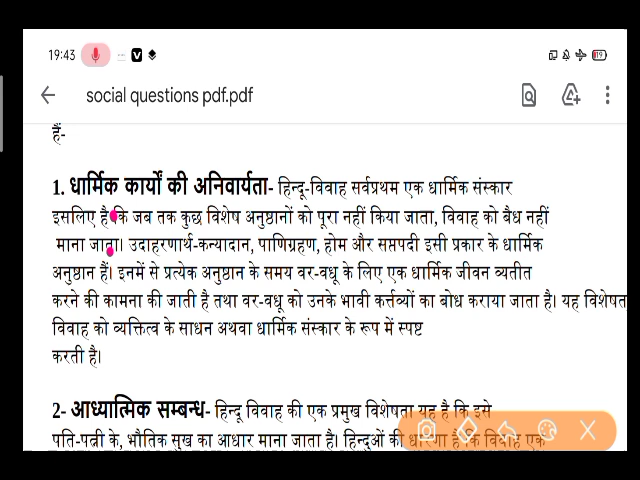 19:43
social questions pdf.pdf
हैं-
1. धार्मिक कार्यों की अनिवार्यता- हिन्दू-विवाह सर्वप्रथम एक धार्मिक संस्कार
इसलिए है कि जब तक कुछ विशेष अनुष्ठानों को पूरा नहीं किया जाता, विवाह को बैध नहीं
माना जाता। उदाहरणार्थ-कन्यादान, पाणिग्रहण, होम और सप्तपदी इसी प्रकार के धार्मिक
अनुष्ठान हैं। इनमें से प्रत्येक अनुष्ठान के समय वर-वधू के लिए एक धार्मिक जीवन व्यतीत
करने की कामना की जाती है तथा वर-वधू को उनके भावी कर्त्तव्यों का बोध कराया जाता है। यह विशेषत
विवाह को व्यक्तित्व के साधन अथवा धार्मिक संस्कार के रूप में स्पष्ट
करती है।
2- आध्यात्मिक सम्बन्ध- हिन्दू विवाह की एक प्रमुख विशेषता यह है कि इसे
पति-पत्नी के, भौतिक सुख का आधार माना जाता है। हिन्दुओं की धारणा है कि विवाह एक